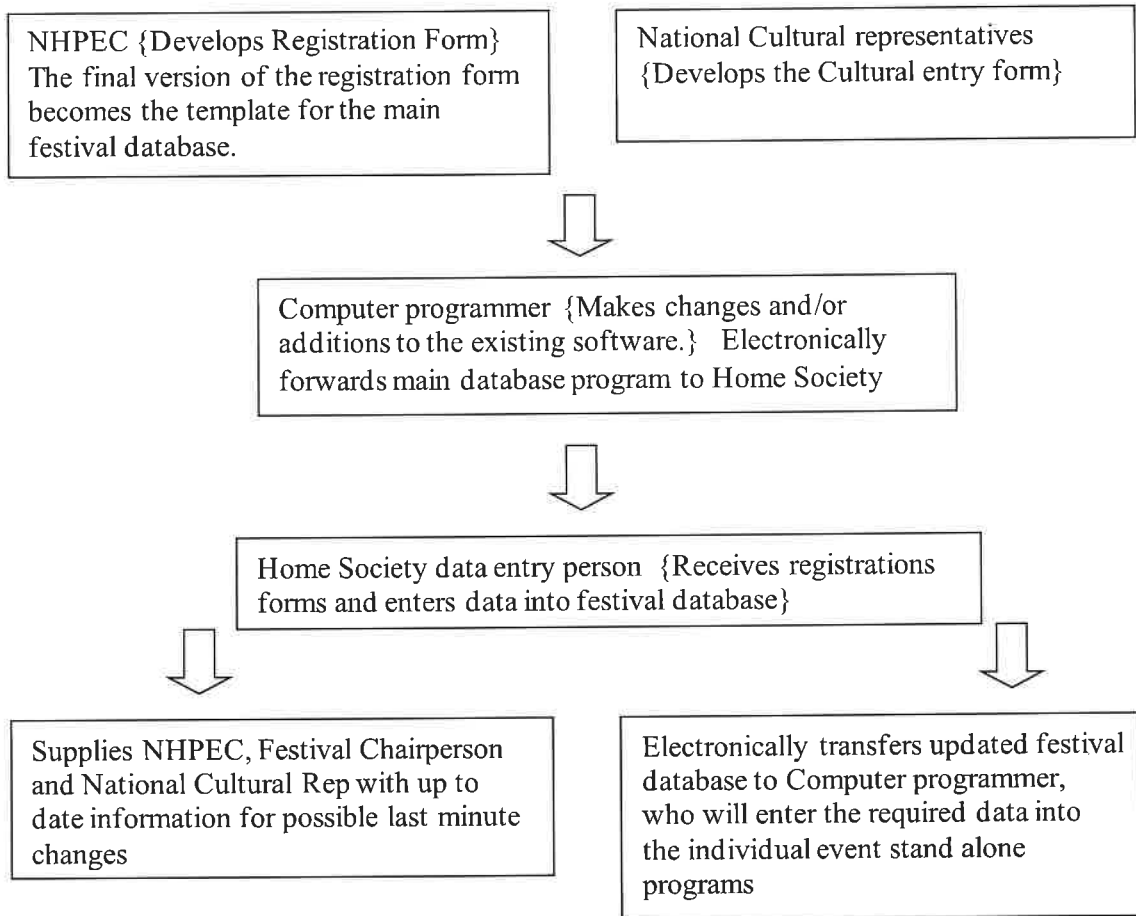 NHPEC {Develops Registration Form}
The final version of the registration form
becomes the template for the main
festival database.
National Cultural representatives
{Develops the Cultural entry form}
Computer programmer {Makes changes and/or
additions to the existing software.} Electronically
forwards main database program to Home Society
Home Society data entry person {Receives registrations
forms and enters data into festival database}
Supplies NHPEC, Festival Chairperson
and National Cultural Rep with up to
date information for possible last minute
changes
Electronically transfers updated festival
database to Computer programmer,
who will enter the required data into
the individual event stand alone
programs